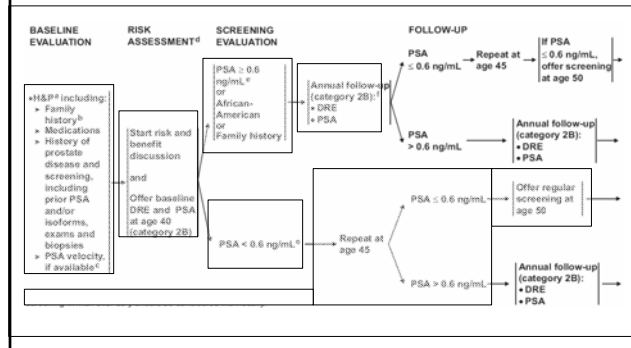 BASELINE
EVALUATION
RISK
ASSESSMENTᵈ
SCREENING
EVALUATION
FOLLOW-UP
•H&Pᵃ including:
➤ Family
historyᵇ
➤ Medications
➤ History of
prostate
disease and
screening,
including
prior PSA
and/or
isoforms,
exams and
biopsies
➤ PSA velocity,
if availableᶜ
Start risk and
benefit
discussion
and
Offer baseline
DRE and PSA
at age 40
(category 2B)
PSA ≥ 0.6
ng/mLᵉ
or
African-
American
or
Family history
Annual follow-up
(category 2B):ᶠ
• DRE
• PSA
PSA
≤ 0.6 ng/mL
Repeat at
age 45
If PSA
≤ 0.6 ng/mL,
offer screening
at age 50
PSA
> 0.6 ng/mL
Annual follow-up
(category 2B):
• DRE
• PSA
PSA < 0.6 ng/mLᵉ
Repeat at
age 45
PSA ≤ 0.6 ng/mL
Offer regular
screening at
age 50
PSA > 0.6 ng/mL
Annual follow-up
(category 2B):
• DRE
• PSA